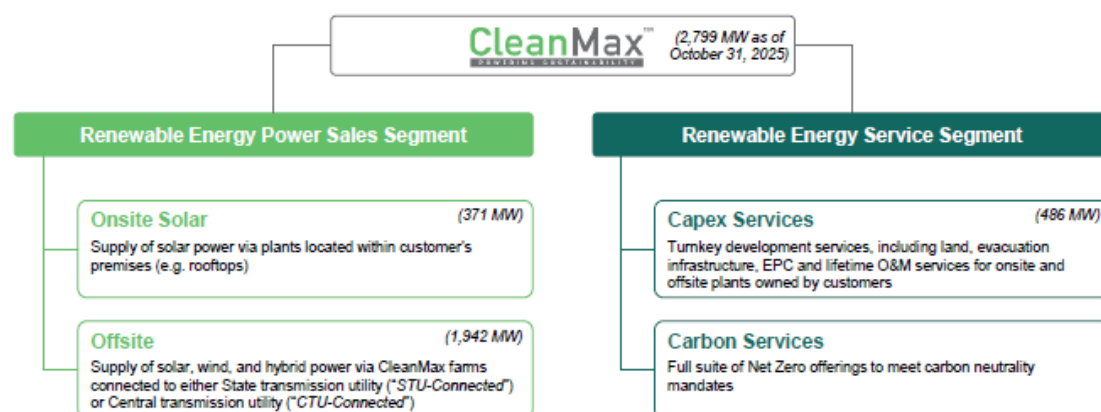 CleanMax™
POWERING SUSTAINABILITY
(2,799 MW as of
October 31, 2025)
Renewable Energy Power Sales Segment
Onsite Solar
(371 MW)
Supply of solar power via plants located within customer's
premises (e.g. rooftops)
Offsite
(1,942 MW)
Supply of solar, wind, and hybrid power via CleanMax farms
connected to either State transmission utility ("STU-Connected")
or Central transmission utility ("CTU-Connected")
Renewable Energy Service Segment
Capex Services
(486 MW)
Turnkey development services, including land, evacuation
infrastructure, EPC and lifetime O&M services for onsite and
offsite plants owned by customers
Carbon Services
Full suite of Net Zero offerings to meet carbon neutrality
mandates